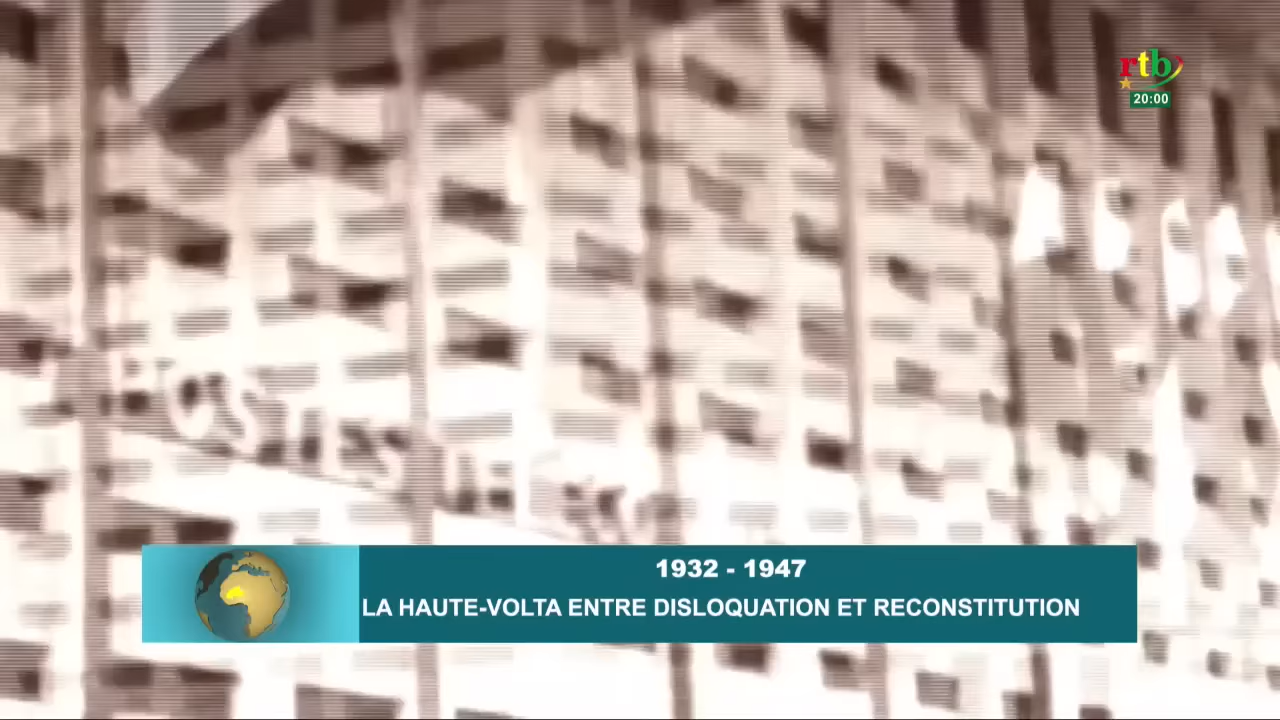 rtb
20:00
1932 - 1947
LA HAUTE-VOLTA ENTRE DISLOQUATION ET RECONSTITUTION